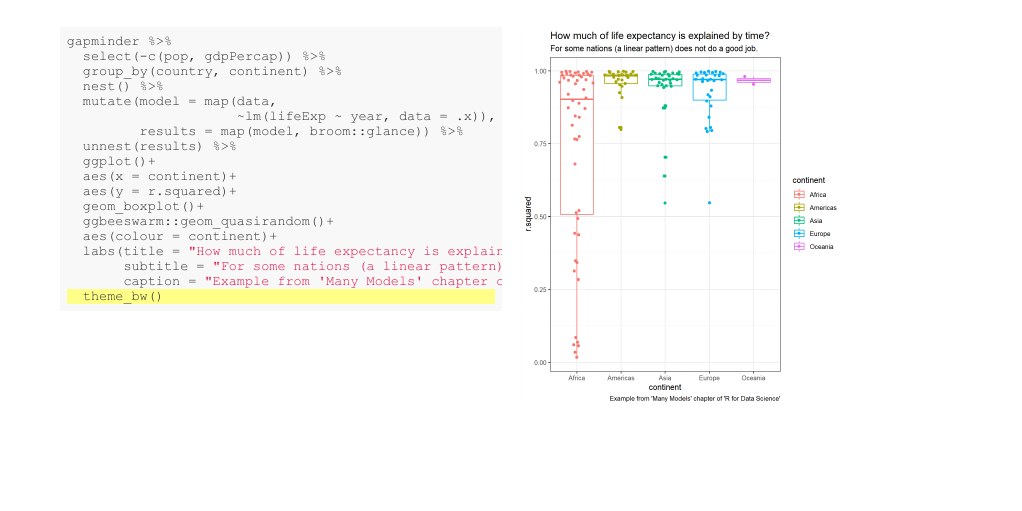 gapminder %>%
select(-c(pop, gdpPercap)) %>%
group_by(country, continent) %>%
nest() %>%
mutate(model = map(data,
~lm(lifeExp ~ year, data = .x)),
results = map(model, broom::glance)) %>%
unnest(results) %>%
ggplot()+
aes(x = continent)+
aes(y = r.squared)+
geom_boxplot()+
ggbeeswarm::geom_quasirandom()+
aes(colour = continent)+
labs(title = "How much of life expectancy is explain
subtitle = "For some nations (a linear pattern)
caption = "Example from 'Many Models' chapter
theme_bw()
How much of life expectancy is explained by time?
For some nations (a linear pattern) does not do a good job.
1.00
0.75
0.50
0.25
0.00
r.squared
Africa Americas Asia Europe Oceania
continent
Example from 'Many Models' chapter of 'R for Data Science'
continent
Africa
Americas
Asia
Europe
Oceania